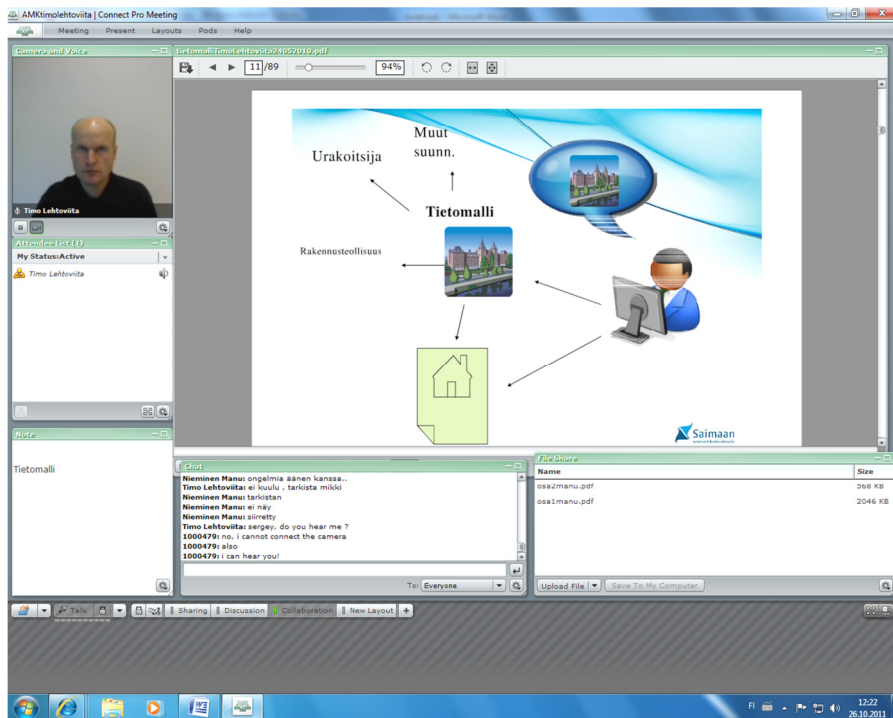 AMKtimolehtoviita | Connect Pro Meeting
Meeting Present Layouts Pods Help
Camera and Voice
Timo Lehtoviita
Attendee List (1)
My Status:Active
Timo Lehtoviita
Note
Tietomalli
tietomalliTimoLehtoviita24052010.pdf
11/89
94%
Muut
suunn.
Urakoitsija
Tietomalli
Rakennusteollisuus
Saimaan
Chat
Nieminen Manu: ongelmia äänen kanssa..
Timo Lehtoviita: ei kuulu , tarkista mikki
Nieminen Manu: tarkistan
Nieminen Manu: ei näy
Nieminen Manu: siirretty
Timo Lehtoviita: sergey, do you hear me ?
1000479: no, i cannot connect the camera
1000479: also
1000479: i can hear you!
To: Everyone
File Share
Name Size
osa2manu.pdf 568 KB
osa1manu.pdf 2046 KB
Upload File Save To My Computer
Talk Sharing Discussion Collaboration New Layout +
FI 12:22
26.10.2011